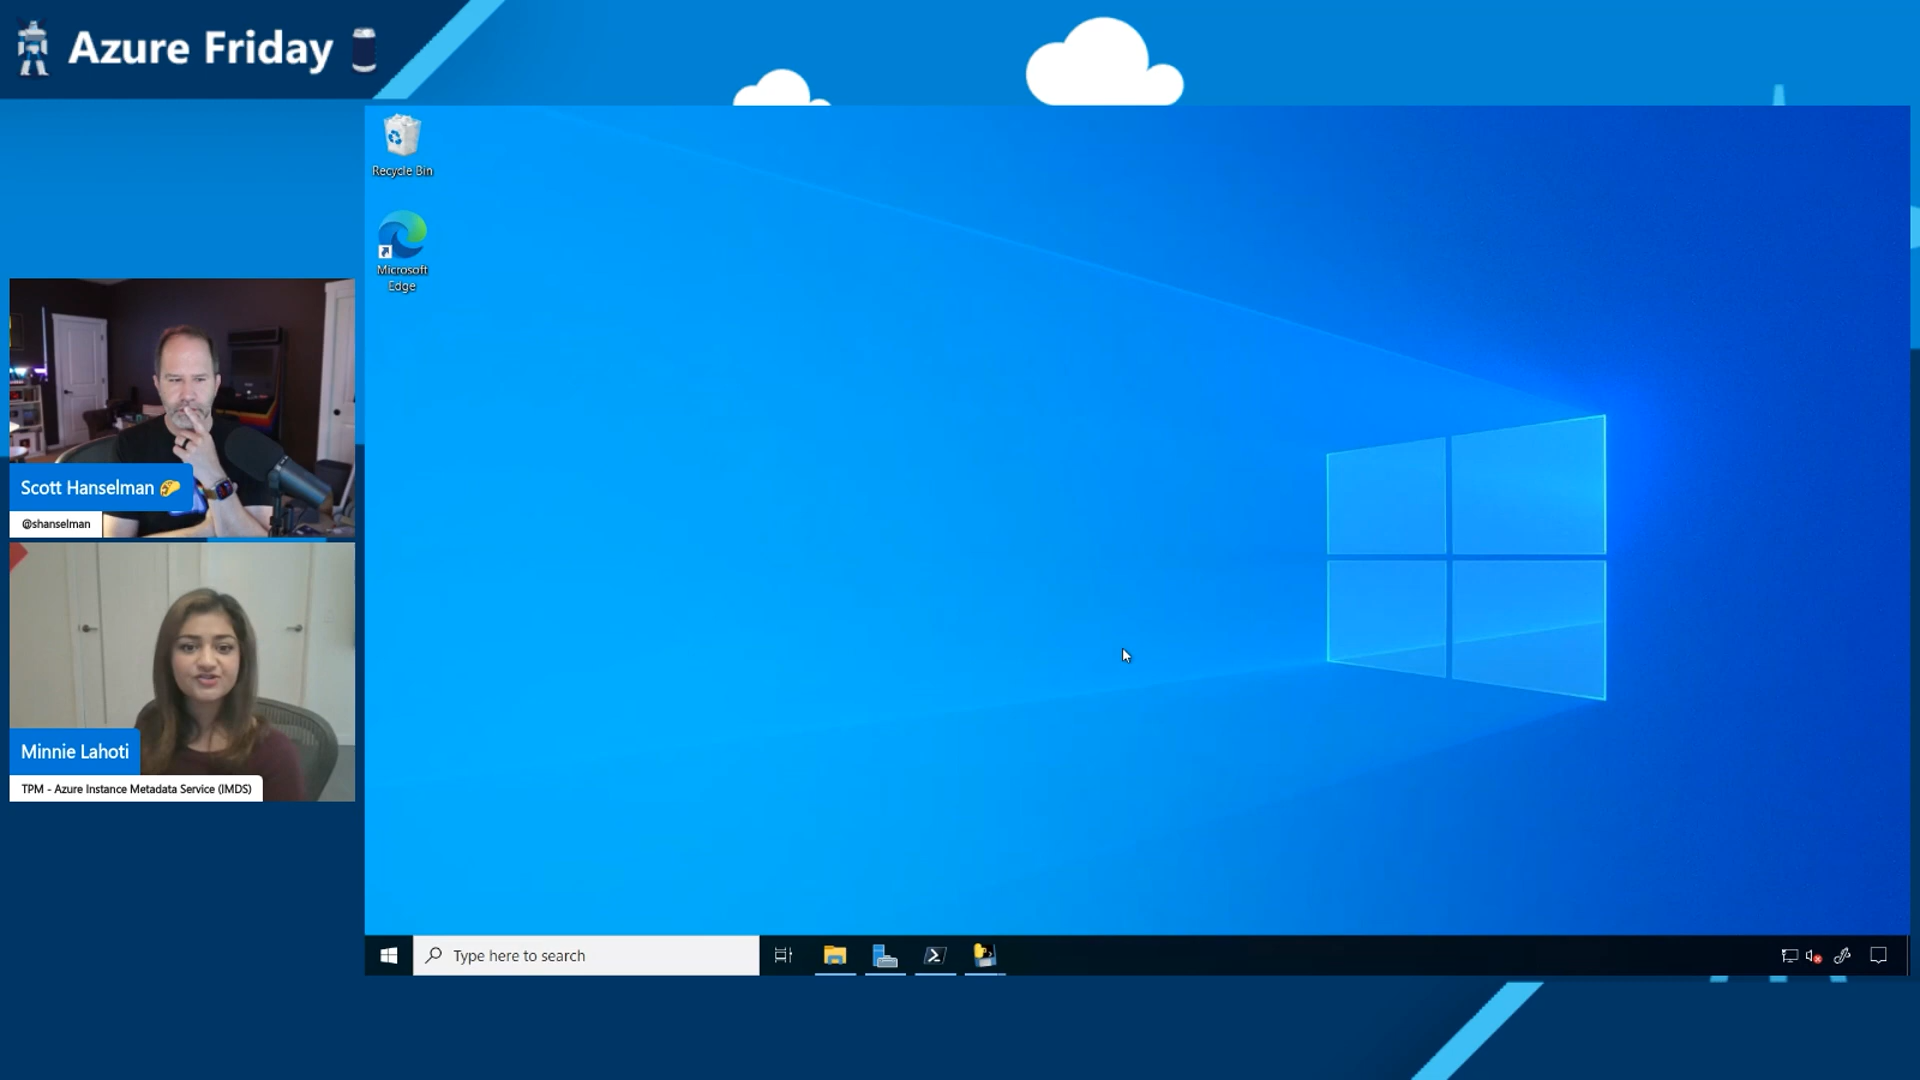 Azure Friday
Recycle Bin
Microsoft
Edge
Scott Hanselman 🌮
@shanselman
Minnie Lahoti
TPM - Azure Instance Metadata Service (IMDS)
Type here to search